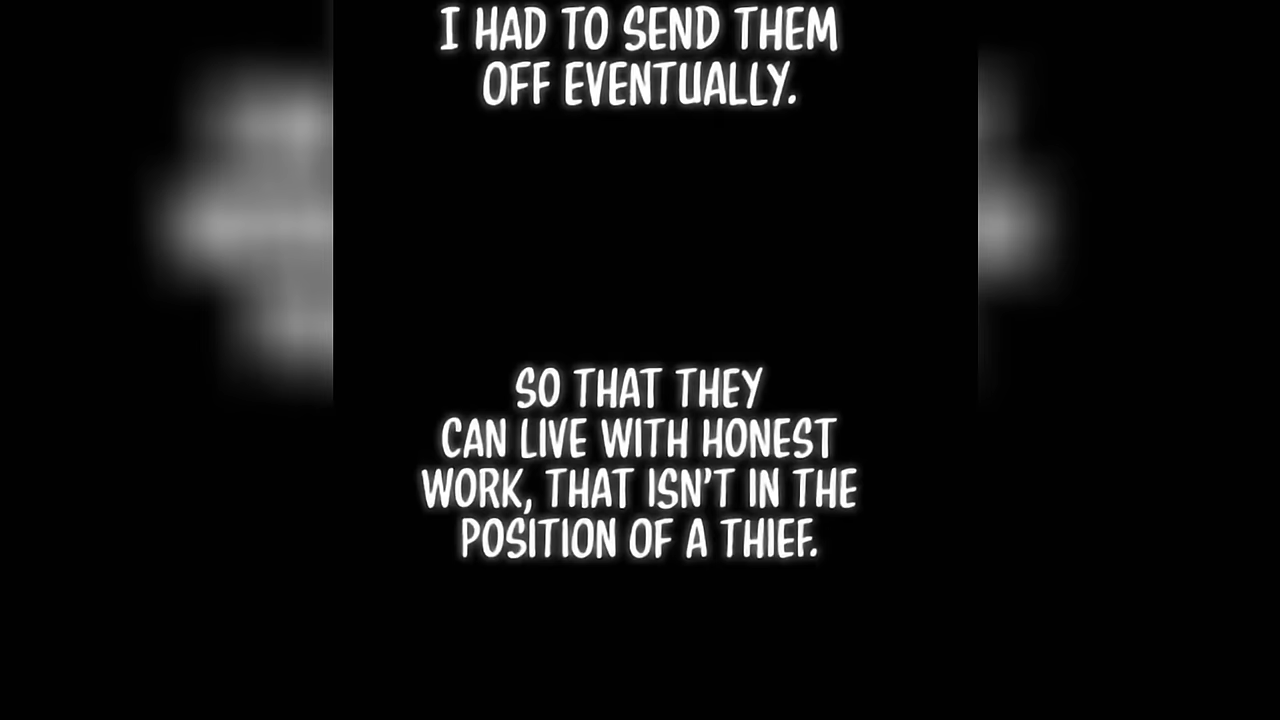 I HAD TO SEND THEM
OFF EVENTUALLY.
SO THAT THEY
CAN LIVE WITH HONEST
WORK, THAT ISN'T IN THE
POSITION OF A THIEF.